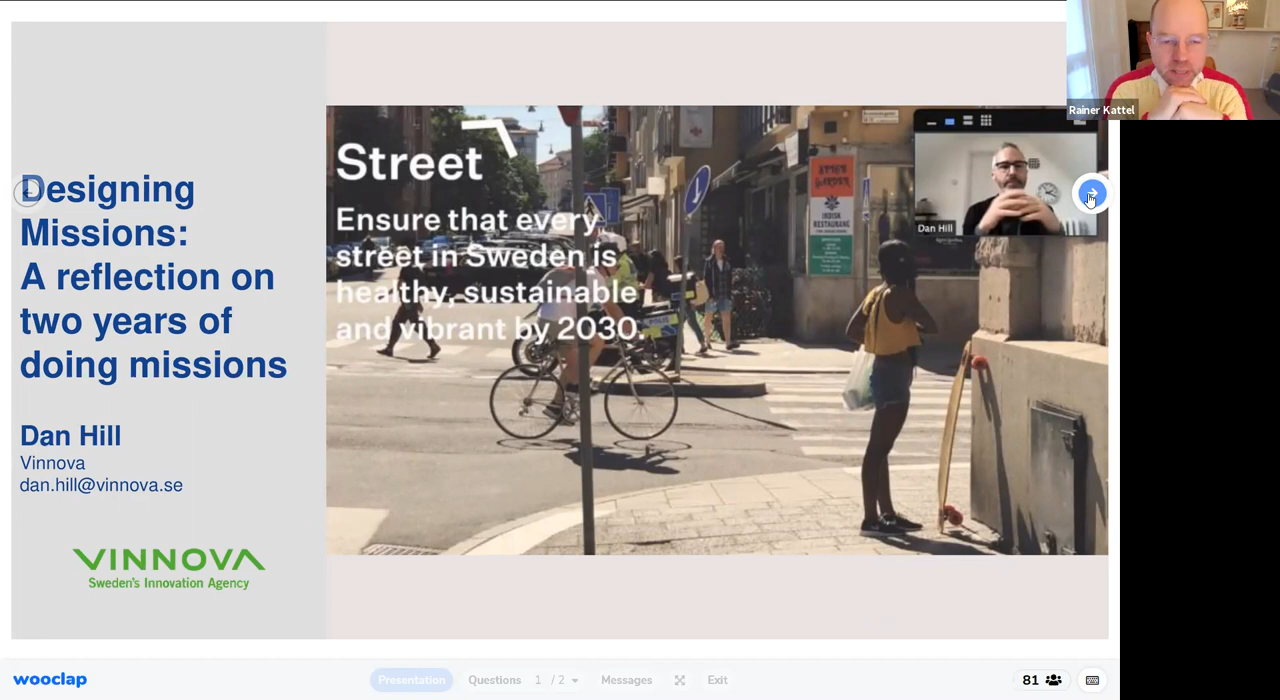 Designing
Missions:
A reflection on
two years of
doing missions
Dan Hill
Vinnova
dan.hill@vinnova.se
VINNOVA
Sweden's Innovation Agency
Street
Ensure that every
street in Sweden is
healthy, sustainable
and vibrant by 2030.
INDISK
RESTAURANG
POLIS
Dan Hill
Rainer Kattel
wooclap
Presentation
Questions
1 / 2
Messages
Exit
81